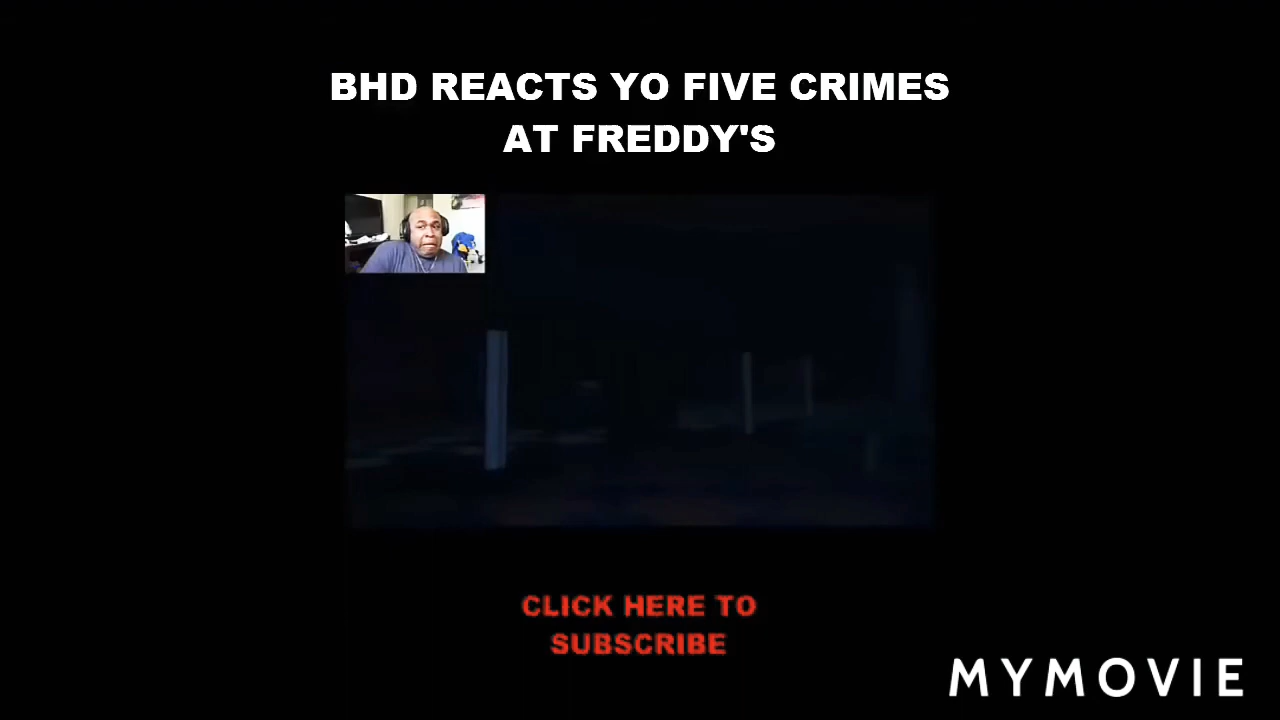 BHD REACTS YO FIVE CRIMES
AT FREDDY'S
CLICK HERE TO
SUBSCRIBE
MYMOVIE